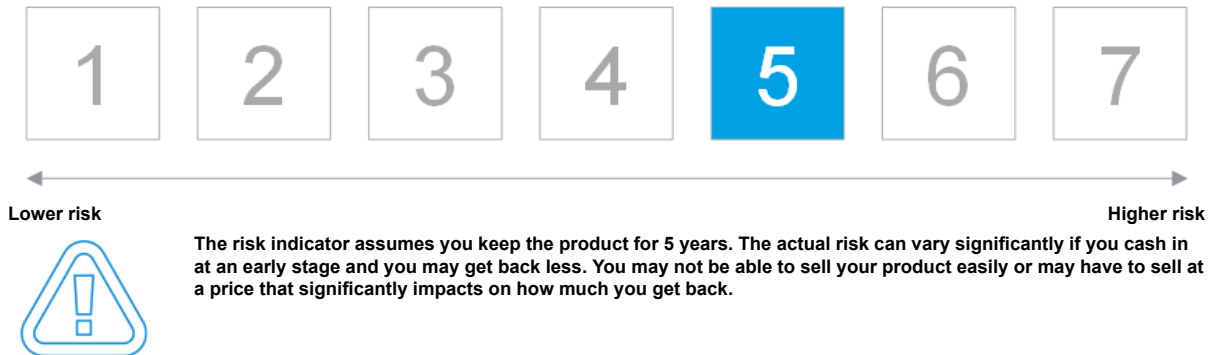 1 2 3 4 5 6 7
Lower risk Higher risk
The risk indicator assumes you keep the product for 5 years. The actual risk can vary significantly if you cash in
at an early stage and you may get back less. You may not be able to sell your product easily or may have to sell at
a price that significantly impacts on how much you get back.